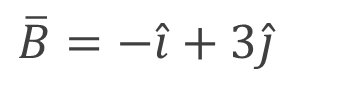 B̅ = −î + 3ĵ